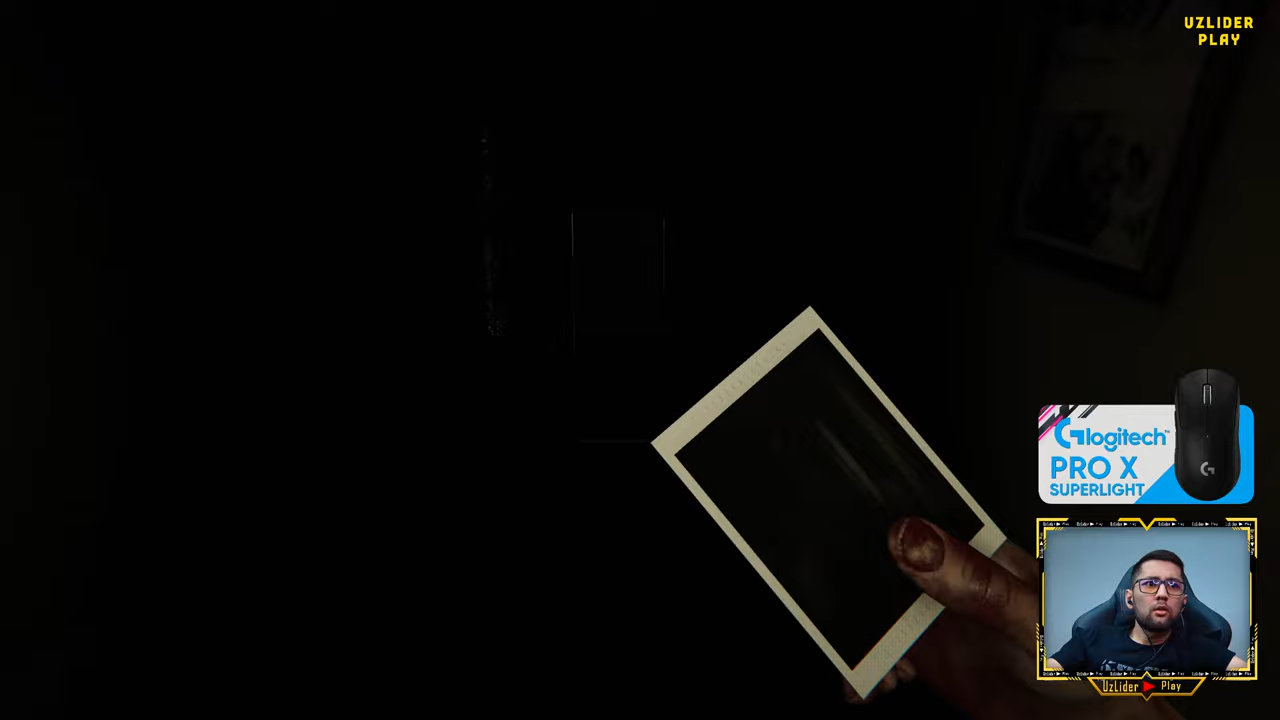 UZLIDER
PLAY
logitech
PRO X
SUPERLIGHT
G
UzLider Play